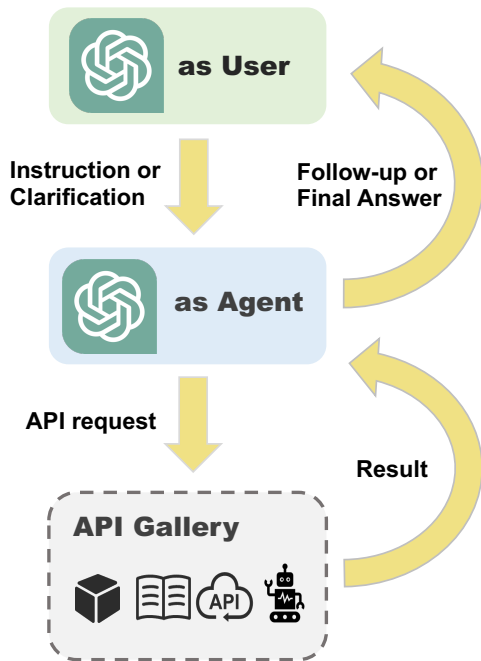 as User
Instruction or
Clarification
Follow-up or
Final Answer
as Agent
API request
Result
API Gallery
API